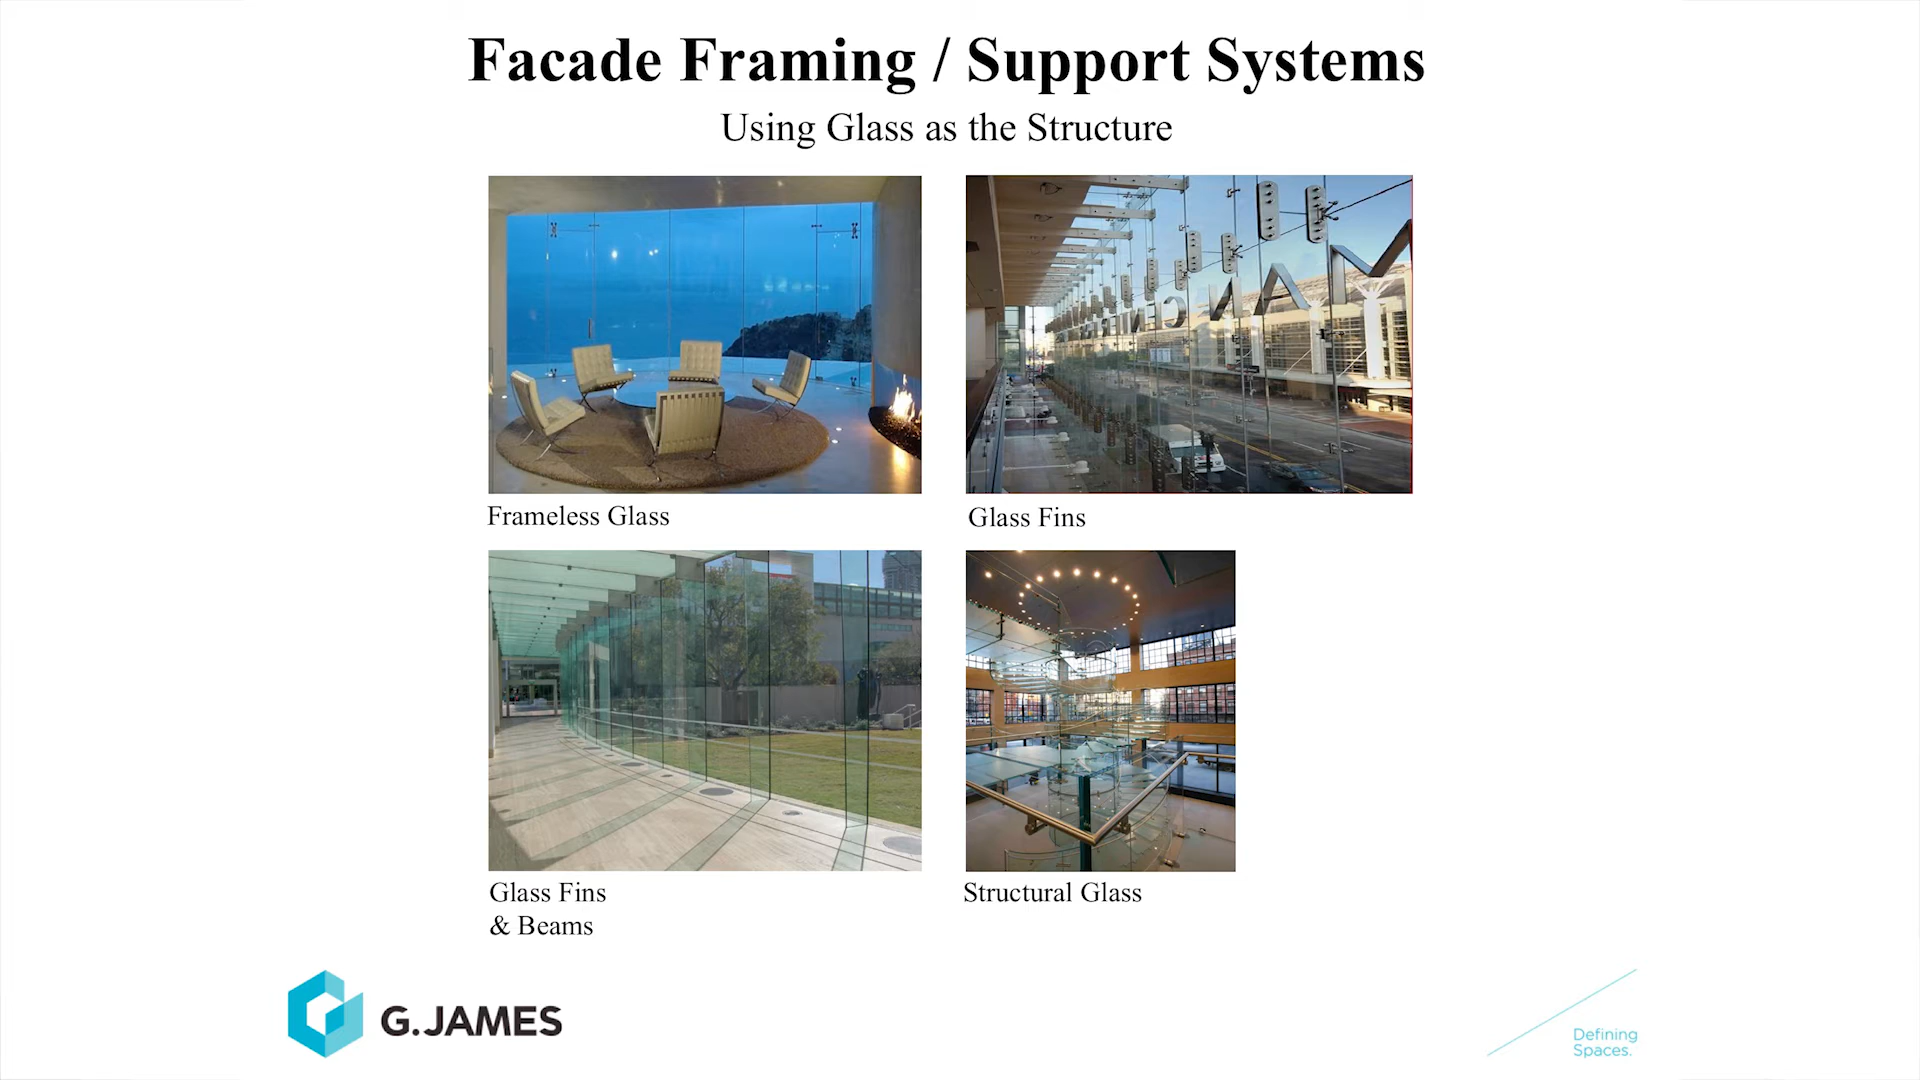 Facade Framing / Support Systems
Using Glass as the Structure
Frameless Glass
Glass Fins
Glass Fins
& Beams
Structural Glass
G.JAMES
Defining
Spaces.